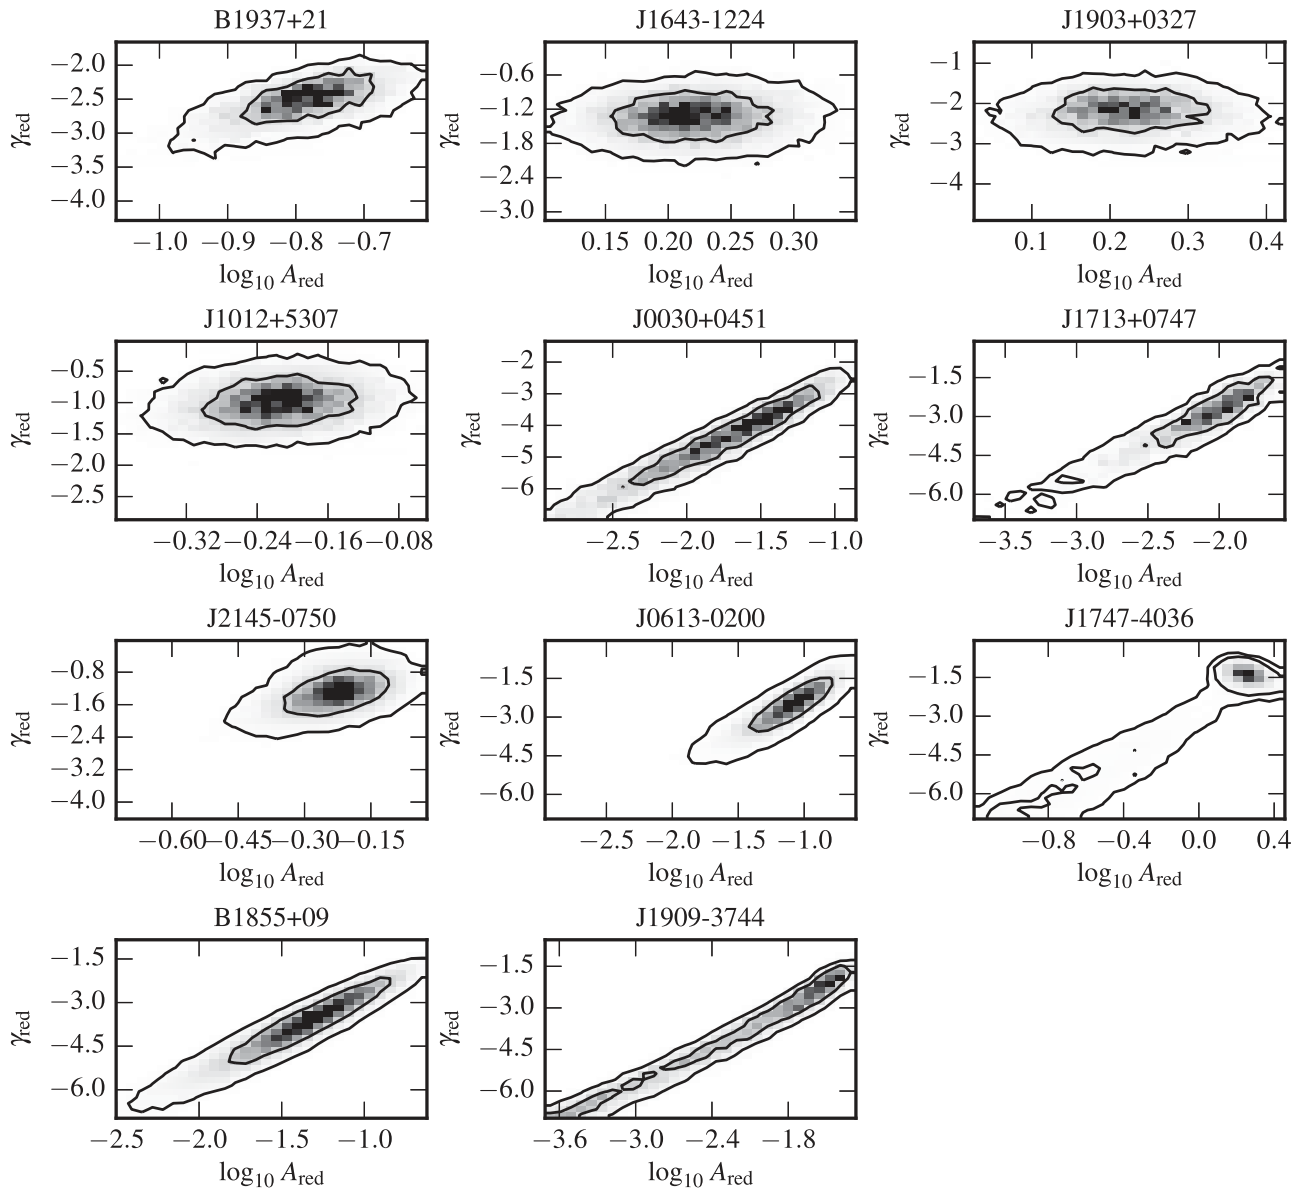 B1937+21 J1643-1224 J1903+0327
γred −2.0 −2.5 −3.0 −3.5 −4.0
γred −0.6 −1.2 −1.8 −2.4 −3.0
γred −1 −2 −3 −4
−1.0 −0.9 −0.8 −0.7 0.15 0.20 0.25 0.30 0.1 0.2 0.3 0.4
log10 Ared log10 Ared log10 Ared
J1012+5307 J0030+0451 J1713+0747
γred −0.5 −1.0 −1.5 −2.0 −2.5
γred −2 −3 −4 −5 −6
γred −1.5 −3.0 −4.5 −6.0
−0.32 −0.24 −0.16 −0.08 −2.5 −2.0 −1.5 −1.0 −3.5 −3.0 −2.5 −2.0
log10 Ared log10 Ared log10 Ared
J2145-0750 J0613-0200 J1747-4036
γred −0.8 −1.6 −2.4 −3.2 −4.0
γred −1.5 −3.0 −4.5 −6.0
γred −1.5 −3.0 −4.5 −6.0
−0.60 −0.45 −0.30 −0.15 −2.5 −2.0 −1.5 −1.0 −0.8 −0.4 0.0 0.4
log10 Ared log10 Ared log10 Ared
B1855+09 J1909-3744
γred −1.5 −3.0 −4.5 −6.0
γred −1.5 −3.0 −4.5 −6.0
−2.5 −2.0 −1.5 −1.0 −3.6 −3.0 −2.4 −1.8
log10 Ared log10 Ared